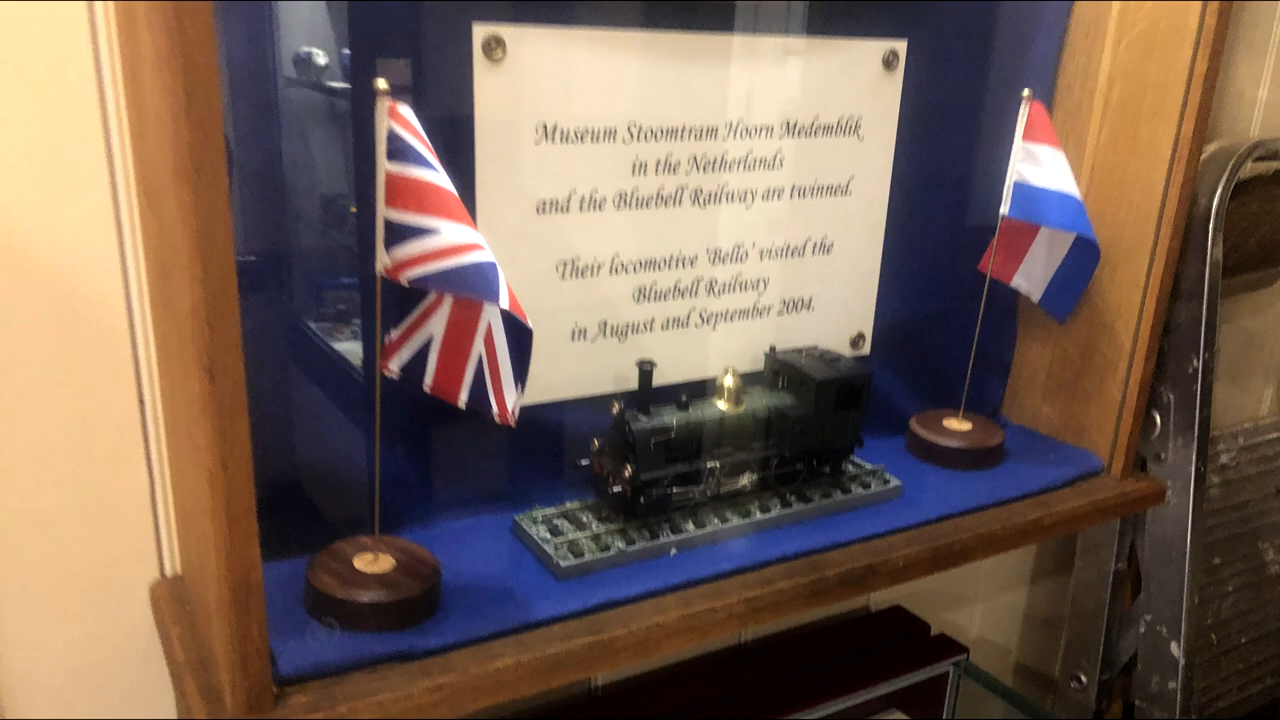 Museum Stoomtram Hoorn Medemblik
in the Netherlands
and the Bluebell Railway are twinned.
Their locomotive 'Bello' visited the
Bluebell Railway
in August and September 2004.